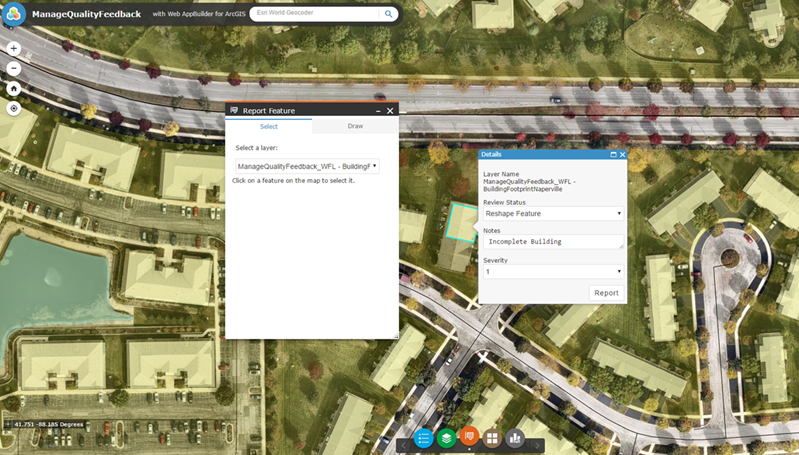 ManageQualityFeedback with Web AppBuilder for ArcGIS Esri World Geocoder
Report Feature
Select Draw
Select a layer:
ManageQualityFeedback_WFL - BuildingF
Click on a feature on the map to select it.
Details
Layer Name
ManageQualityFeedback_WFL -
BuildingFootprintNaperville
Review Status
Reshape Feature
Notes
Incomplete Building
Severity
1
Report
41.751 -88.185 Degrees